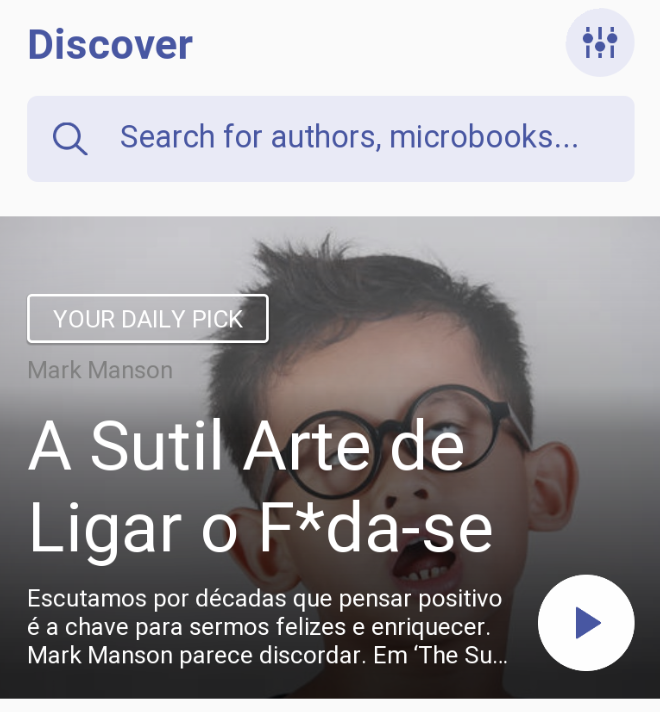 Discover
Search for authors, microbooks...
YOUR DAILY PICK
Mark Manson
A Sutil Arte de
Ligar o F*da-se
Escutamos por décadas que pensar positivo
é a chave para sermos felizes e enriquecer.
Mark Manson parece discordar. Em ‘The Su...